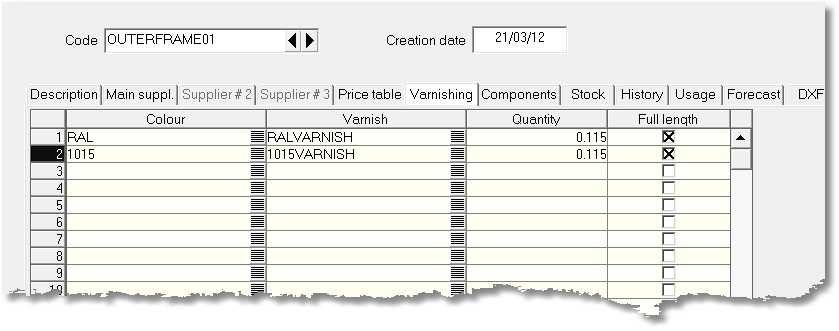 Code OUTERFRAME01 Creation date 21/03/12
Description Main suppl. Supplier # 2 Supplier # 3 Price table Varnishing Components Stock History Usage Forecast DXF
Colour Varnish Quantity Full length
1 RAL RALVARNISH 0.115
2 1015 1015VARNISH 0.115
3
4
5
6
7
8
9
10